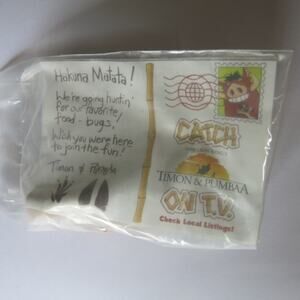 Hakuna Matata!
We're going huntin'
for our favorite
food - bugs.
Wish you were here
to join the fun!
Timon & Pumbaa
CATCH
TIMON & PUMBAA
ON T.V.
Check Local Listings!